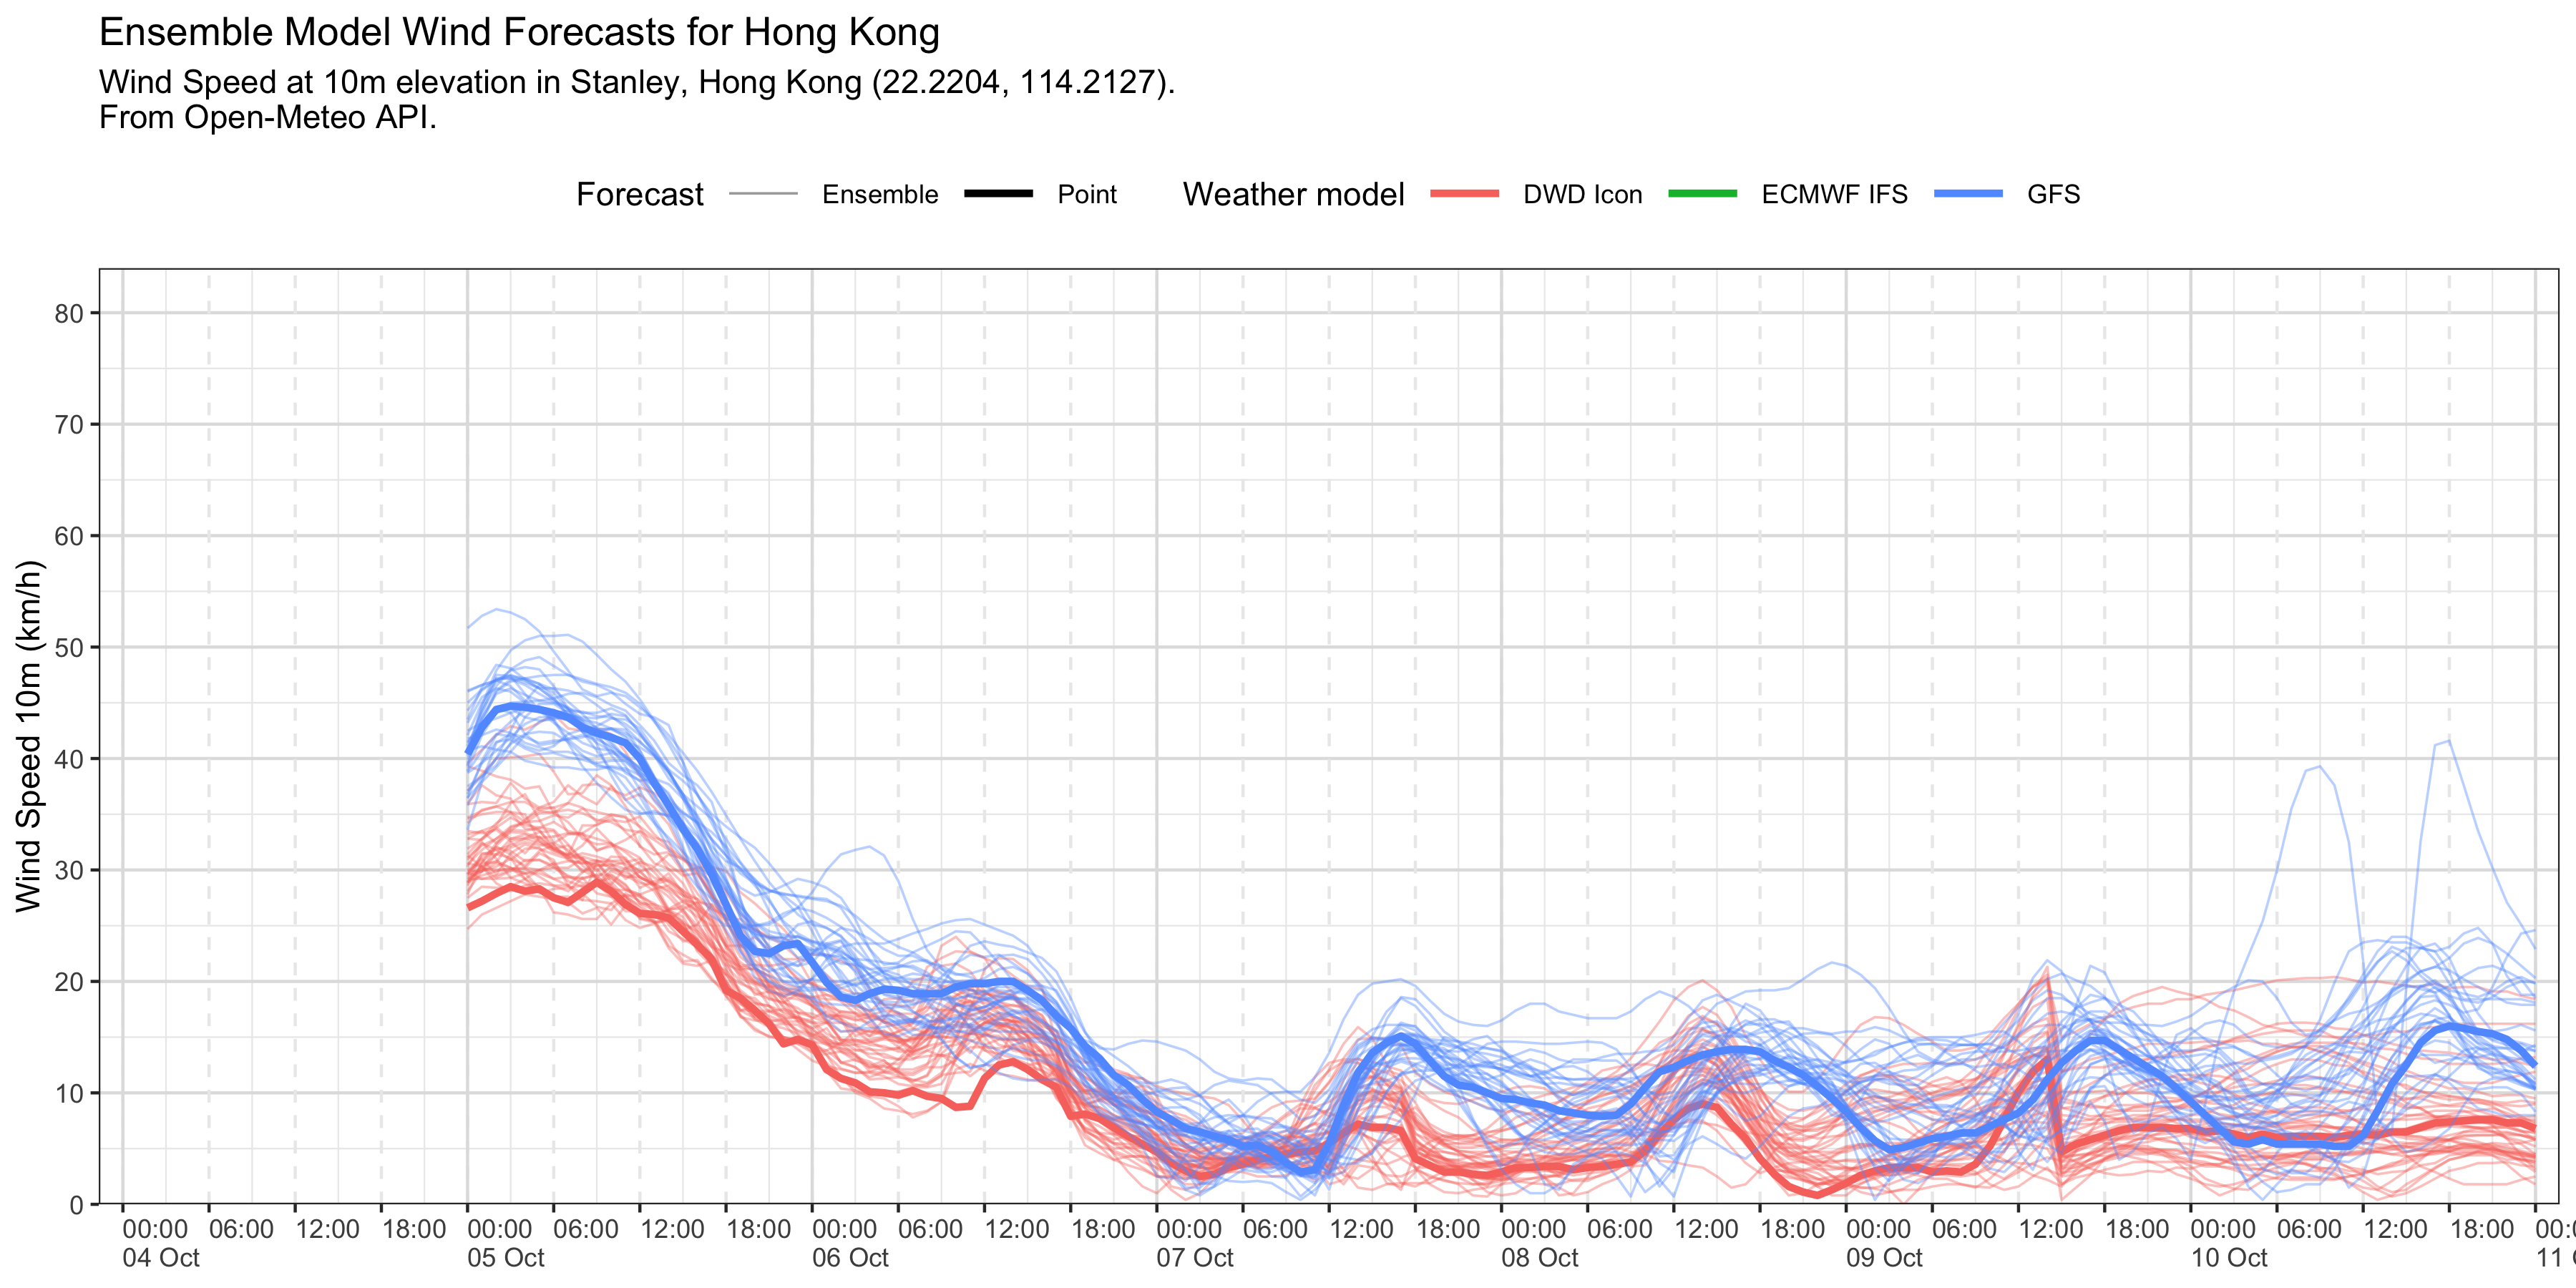 Ensemble Model Wind Forecasts for Hong Kong
Wind Speed at 10m elevation in Stanley, Hong Kong (22.2204, 114.2127).
From Open-Meteo API.
Forecast Ensemble Point Weather model DWD Icon ECMWF IFS GFS
Wind Speed 10m (km/h)
80
70
60
50
40
30
20
10
0
00:00 06:00 12:00 18:00 00:00 06:00 12:00 18:00 00:00 06:00 12:00 18:00 00:00 06:00 12:00 18:00 00:00 06:00 12:00 18:00 00:00 06:00 12:00 18:00 00:00 06:00 12:00 18:00 00:0
04 Oct 05 Oct 06 Oct 07 Oct 08 Oct 09 Oct 10 Oct 11